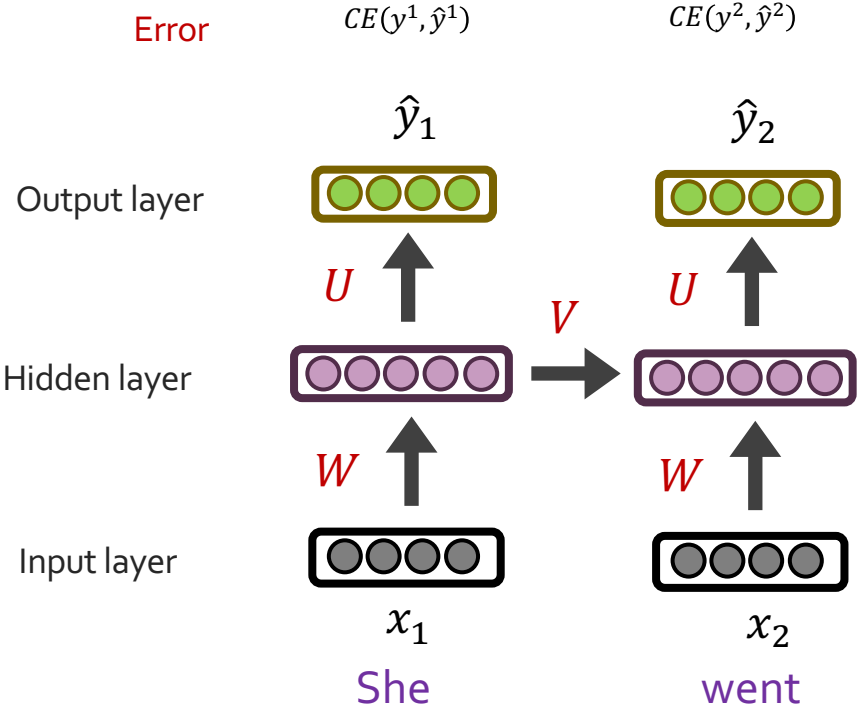 Error CE(y¹, ŷ¹) CE(y², ŷ²)
ŷ₁ ŷ₂
Output layer
U V U
Hidden layer
W W
Input layer
x₁ x₂
She went